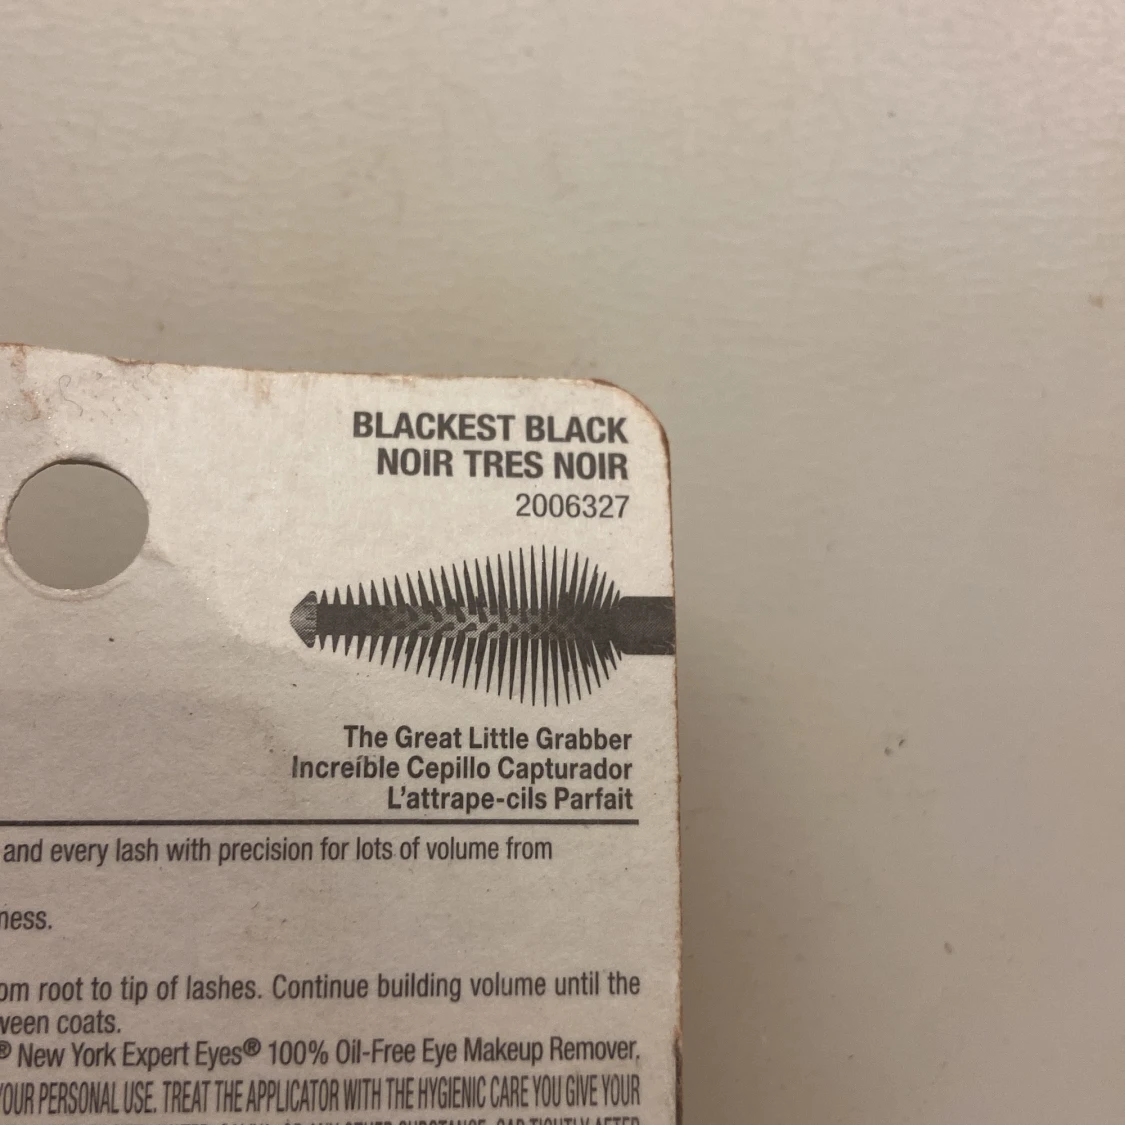 BLACKEST BLACK
NOIR TRES NOIR
2006327
The Great Little Grabber
Increíble Cepillo Capturador
L'attrape-cils Parfait
and every lash with precision for lots of volume from
ness.
om root to tip of lashes. Continue building volume until the
ween coats.
® New York Expert Eyes® 100% Oil-Free Eye Makeup Remover.
YOUR PERSONAL USE. TREAT THE APPLICATOR WITH THE HYGIENIC CARE YOU GIVE YOUR